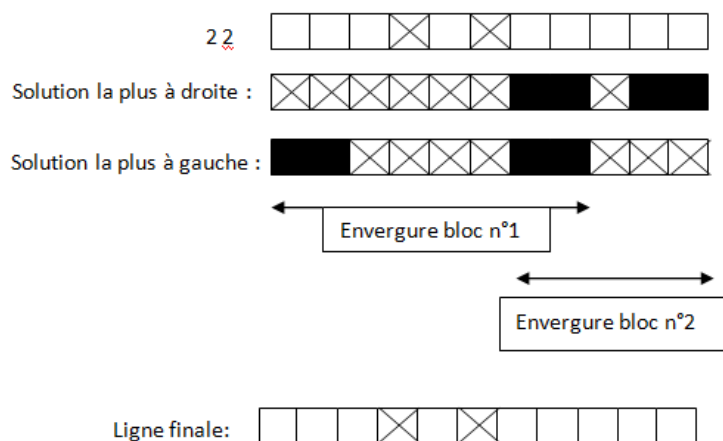 2 2
Solution la plus à droite :
Solution la plus à gauche :
Envergure bloc n°1
Envergure bloc n°2
Ligne finale: